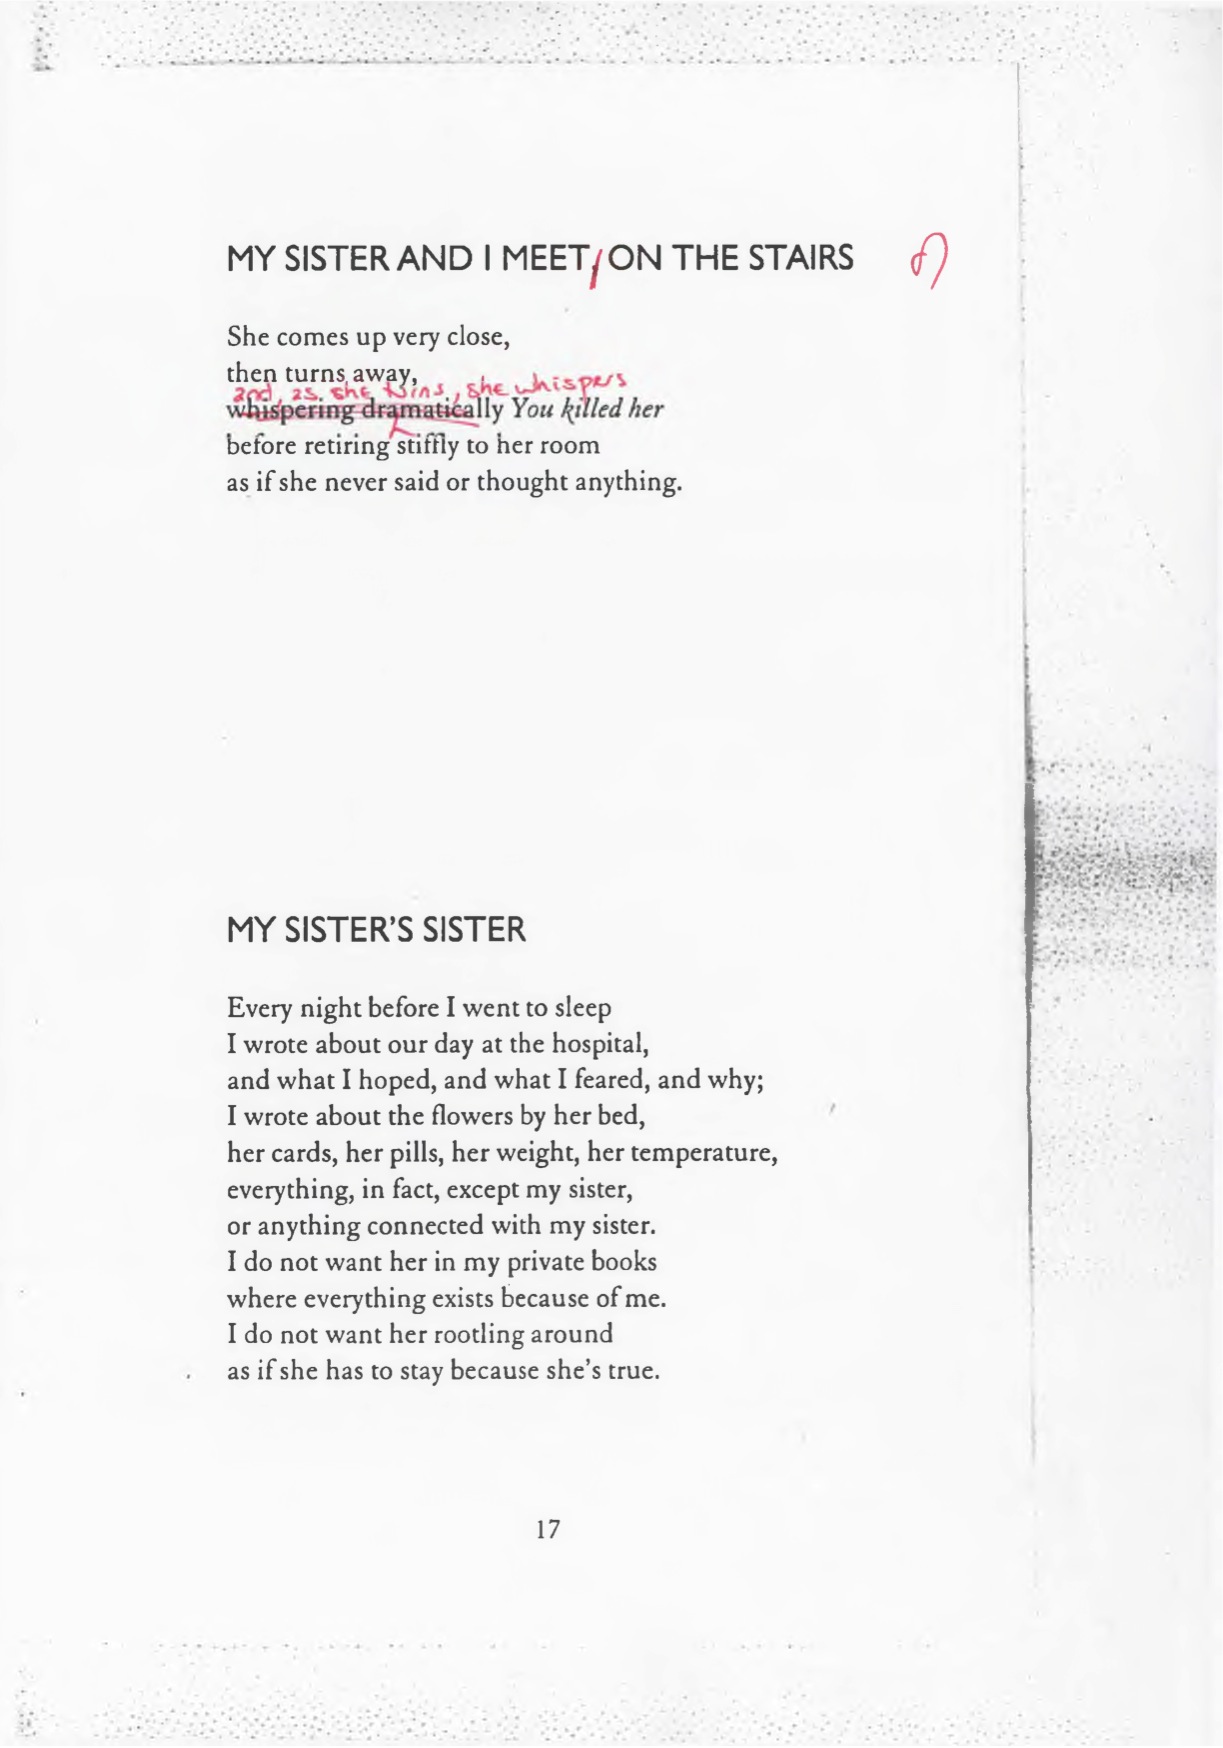 MY SISTER AND I MEET, ON THE STAIRS
She comes up very close,
then turns away,
and, as she turns, she whispers
whispering dramatically You killed her
before retiring stiffly to her room
as if she never said or thought anything.
MY SISTER'S SISTER
Every night before I went to sleep
I wrote about our day at the hospital,
and what I hoped, and what I feared, and why;
I wrote about the flowers by her bed,
her cards, her pills, her weight, her temperature,
everything, in fact, except my sister,
or anything connected with my sister.
I do not want her in my private books
where everything exists because of me.
I do not want her rootling around
as if she has to stay because she's true.
17